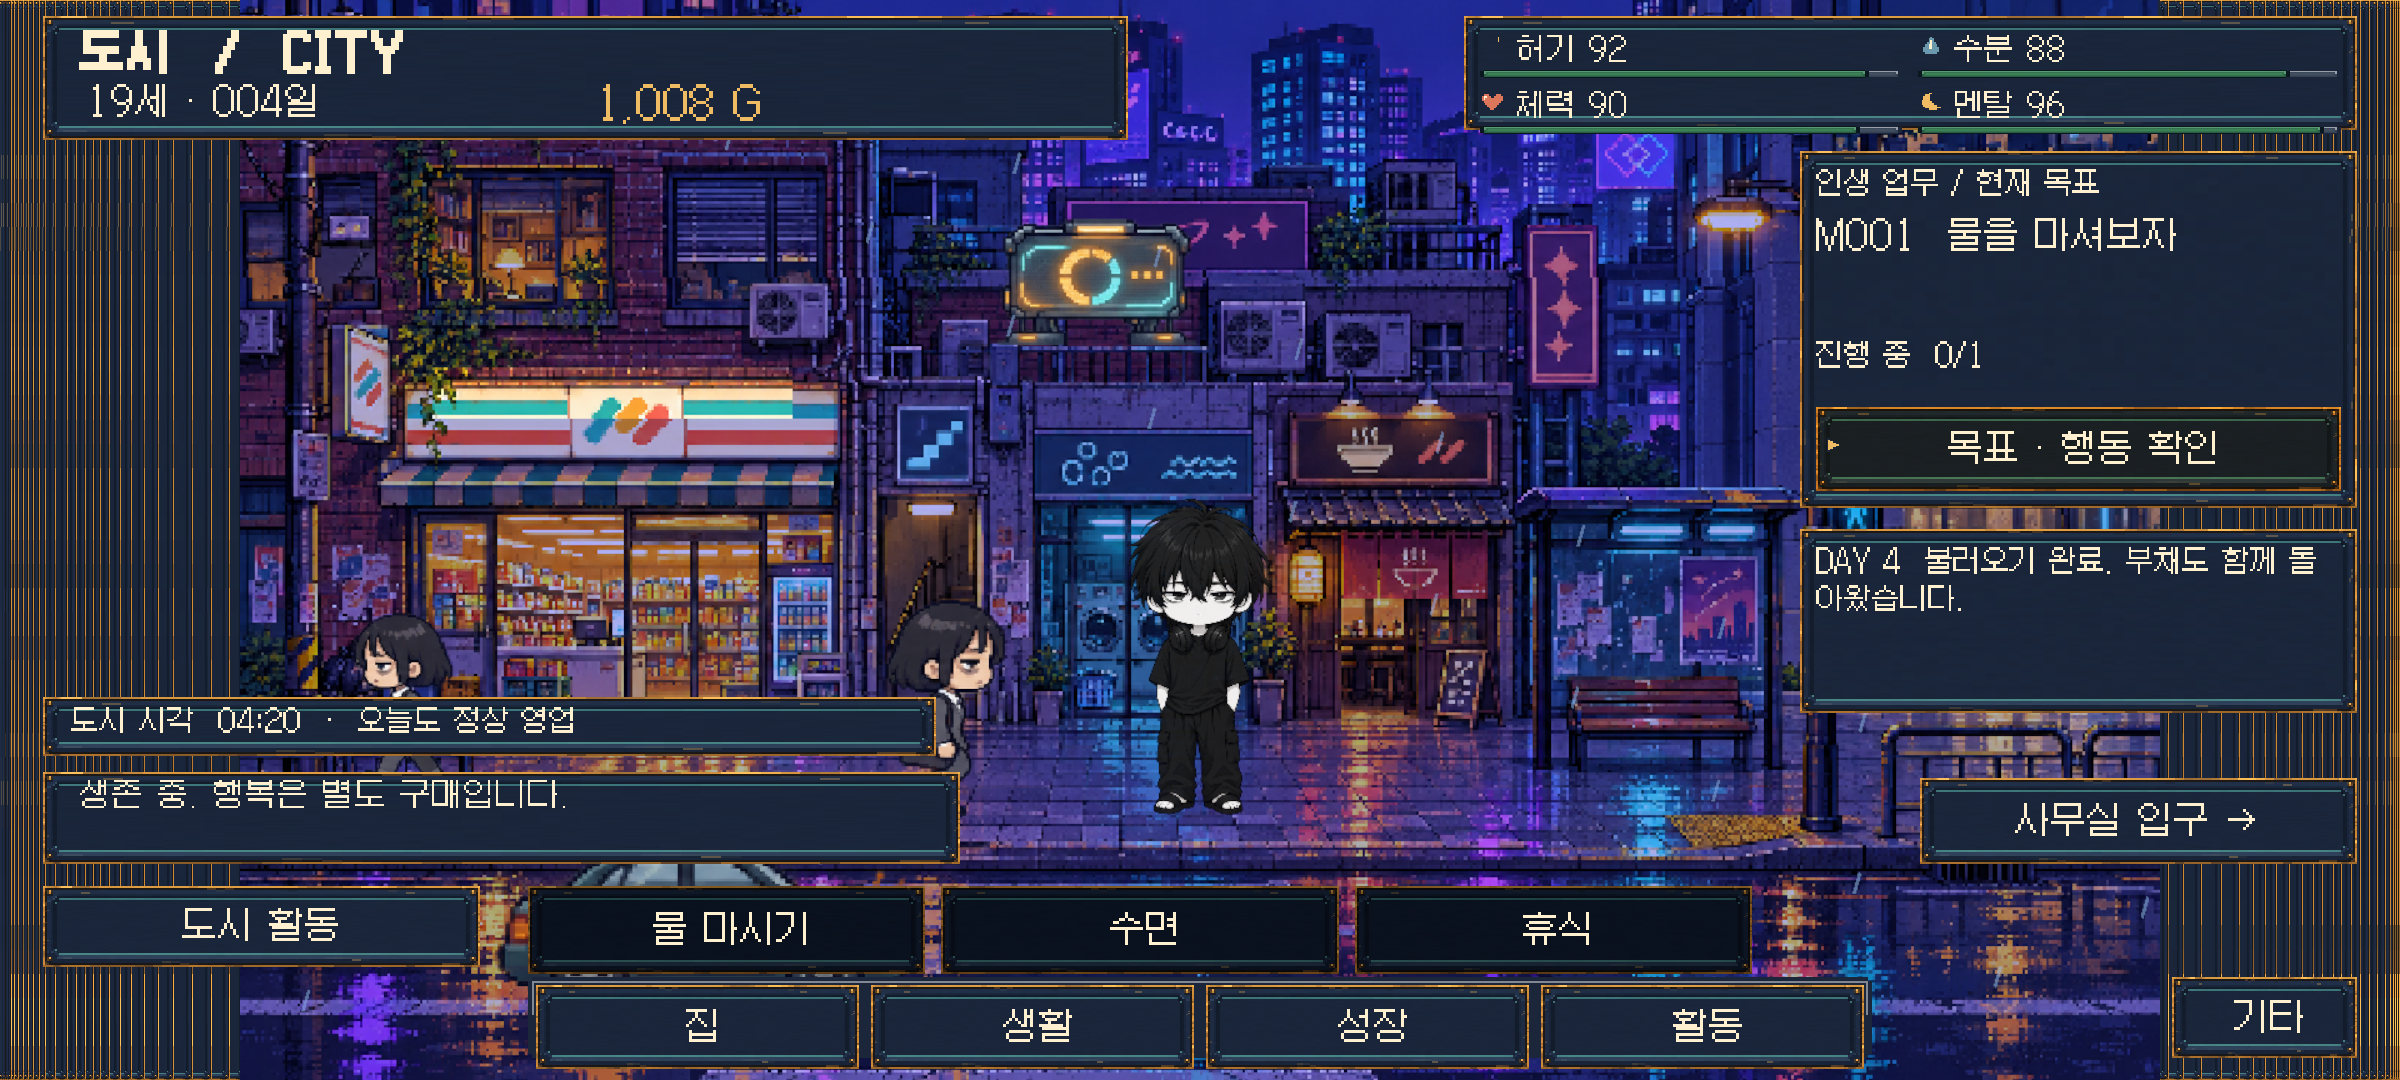 도시 / CITY
19세 · 004일
1,008 G
허기 92
수분 88
체력 90
멘탈 96
인생 업무 / 현재 목표
M001 물을 마셔보자
진행 중 0/1
목표 · 행동 확인
DAY 4 불러오기 완료. 부채도 함께 돌
아왔습니다.
도시 시각 04:20 · 오늘도 정상 영업
생존 중. 행복은 별도 구매입니다.
사무실 입구 →
도시 활동
물 마시기
수면
휴식
집
생활
성장
활동
기타